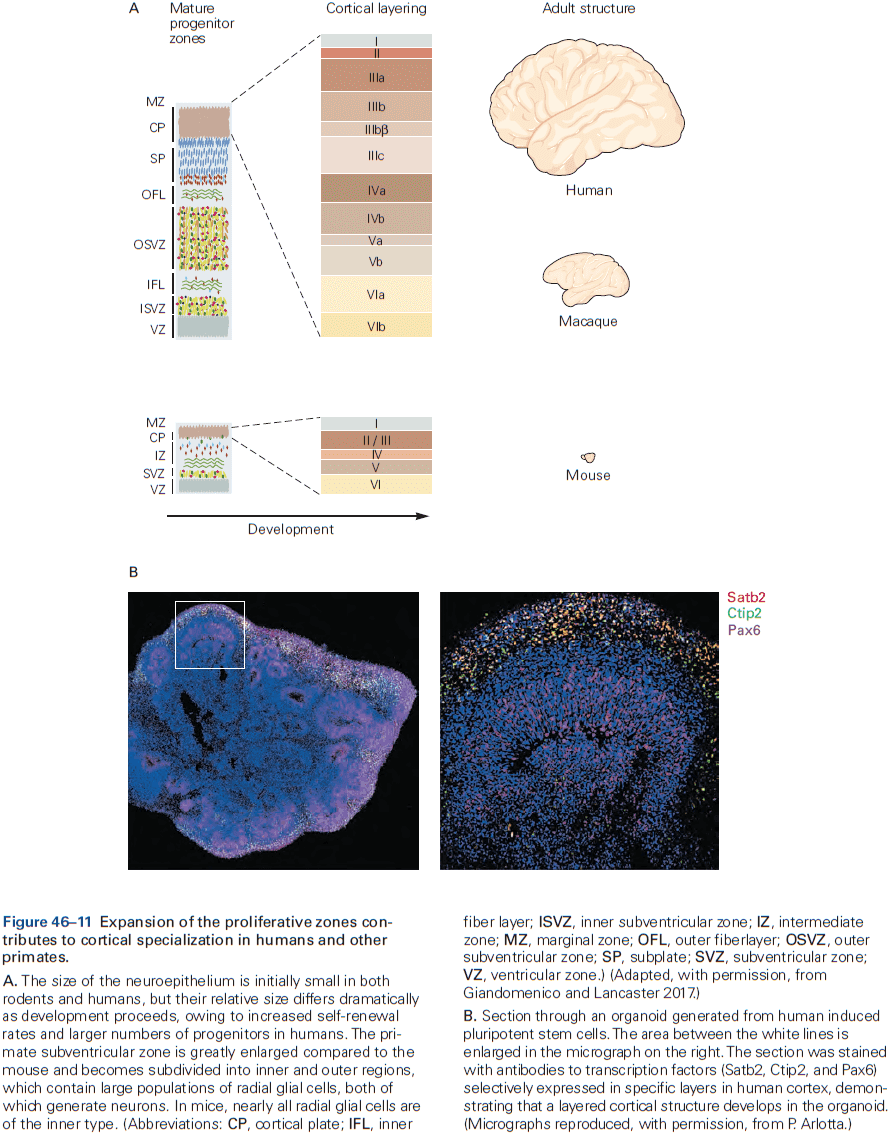 A
Mature
progenitor
zones
Cortical layering
Adult structure
MZ
CP
SP
OFL
OSVZ
IFL
ISVZ
VZ
I
II
IIIa
IIIb
IIIbβ
IIIc
IVa
IVb
Va
Vb
VIa
VIb
Human
Macaque
MZ
CP
IZ
SVZ
VZ
I
II / III
IV
V
VI
Mouse
Development
B
Satb2
Ctip2
Pax6
Figure 46–11 Expansion of the proliferative zones con-
tributes to cortical specialization in humans and other
primates.
A. The size of the neuroepithelium is initially small in both
rodents and humans, but their relative size differs dramatically
as development proceeds, owing to increased self-renewal
rates and larger numbers of progenitors in humans. The pri-
mate subventricular zone is greatly enlarged compared to the
mouse and becomes subdivided into inner and outer regions,
which contain large populations of radial glial cells, both of
which generate neurons. In mice, nearly all radial glial cells are
of the inner type. (Abbreviations: CP, cortical plate; IFL, inner
fiber layer; ISVZ, inner subventricular zone; IZ, intermediate
zone; MZ, marginal zone; OFL, outer fiberlayer; OSVZ, outer
subventricular zone; SP, subplate; SVZ, subventricular zone;
VZ, ventricular zone.) (Adapted, with permission, from
Giandomenico and Lancaster 2017.)
B. Section through an organoid generated from human induced
pluripotent stem cells. The area between the white lines is
enlarged in the micrograph on the right. The section was stained
with antibodies to transcription factors (Satb2, Ctip2, and Pax6)
selectively expressed in specific layers in human cortex, demon-
strating that a layered cortical structure develops in the organoid.
(Micrographs reproduced, with permission, from P. Arlotta.)